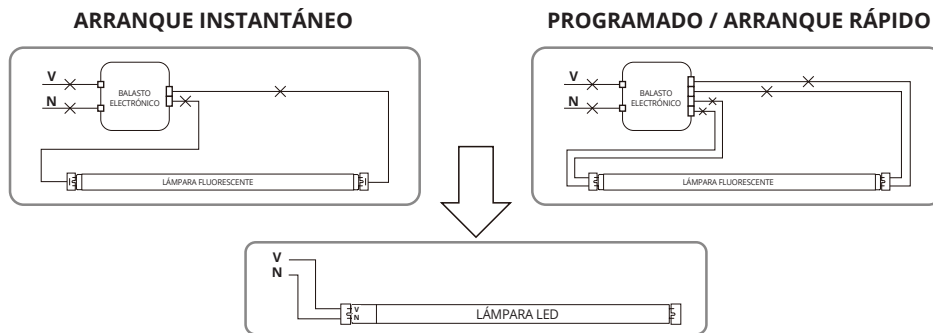 ARRANQUE INSTANTÁNEO
V
N
BALASTO
ELECTRÓNICO
LÁMPARA FLUORESCENTE
PROGRAMADO / ARRANQUE RÁPIDO
V
N
BALASTO
ELECTRÓNICO
LÁMPARA FLUORESCENTE
V
N
V
N
LÁMPARA LED